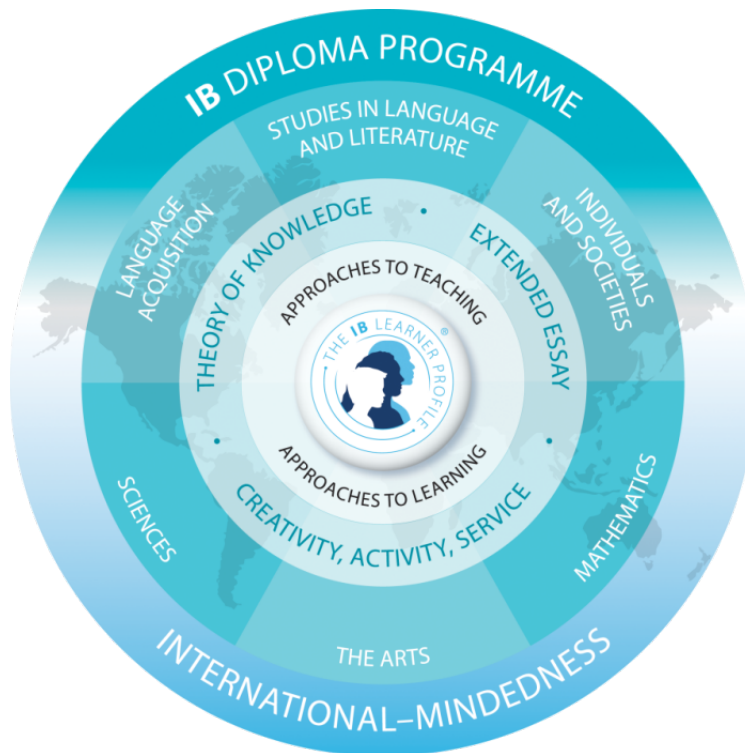 IB DIPLOMA PROGRAMME
STUDIES IN LANGUAGE
AND LITERATURE
LANGUAGE
ACQUISITION
INDIVIDUALS
AND SOCIETIES
THEORY OF KNOWLEDGE
·
EXTENDED ESSAY
·
APPROACHES TO TEACHING
THE IB LEARNER PROFILE ®
APPROACHES TO LEARNING
·
CREATIVITY, ACTIVITY, SERVICE
SCIENCES
MATHEMATICS
THE ARTS
INTERNATIONAL–MINDEDNESS